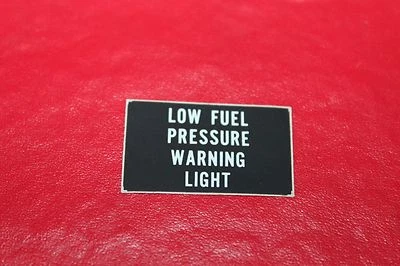 LOW FUEL
PRESSURE
WARNING
LIGHT